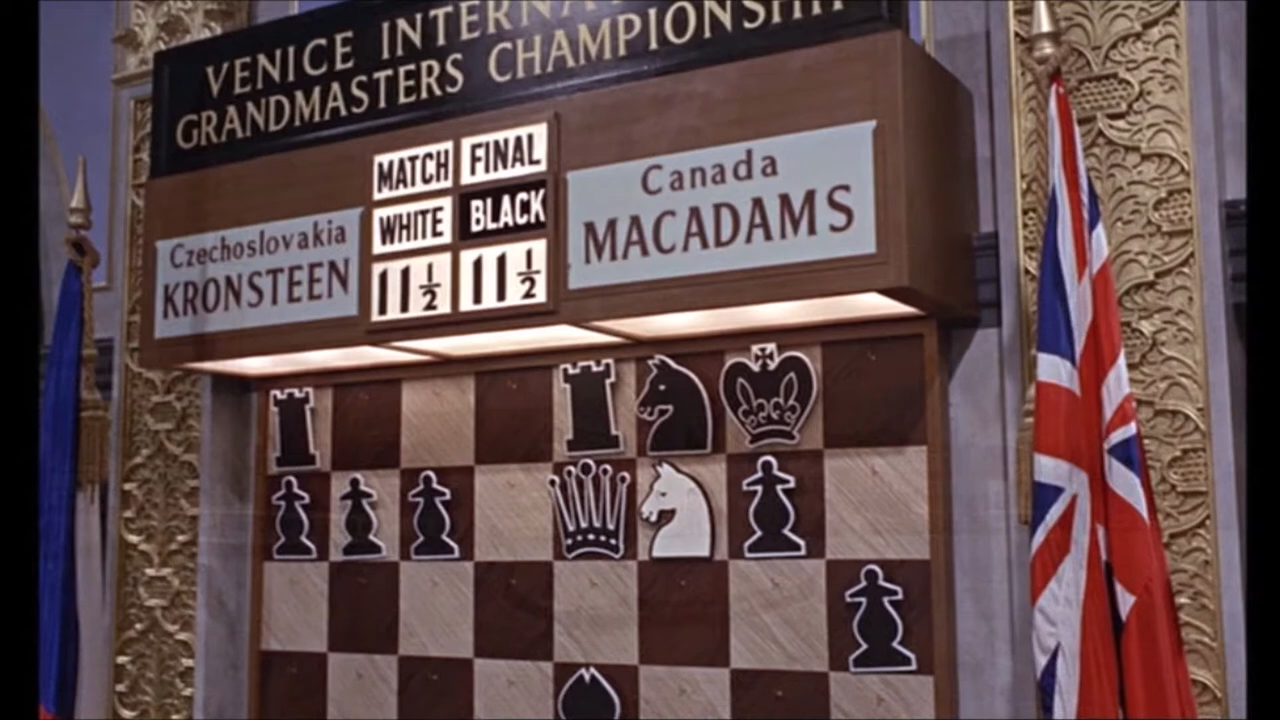 VENICE INTERNA
GRANDMASTERS CHAMPIONSHIP
MATCH FINAL
WHITE BLACK
11½ 11½
Czechoslovakia
KRONSTEEN
Canada
MACADAMS